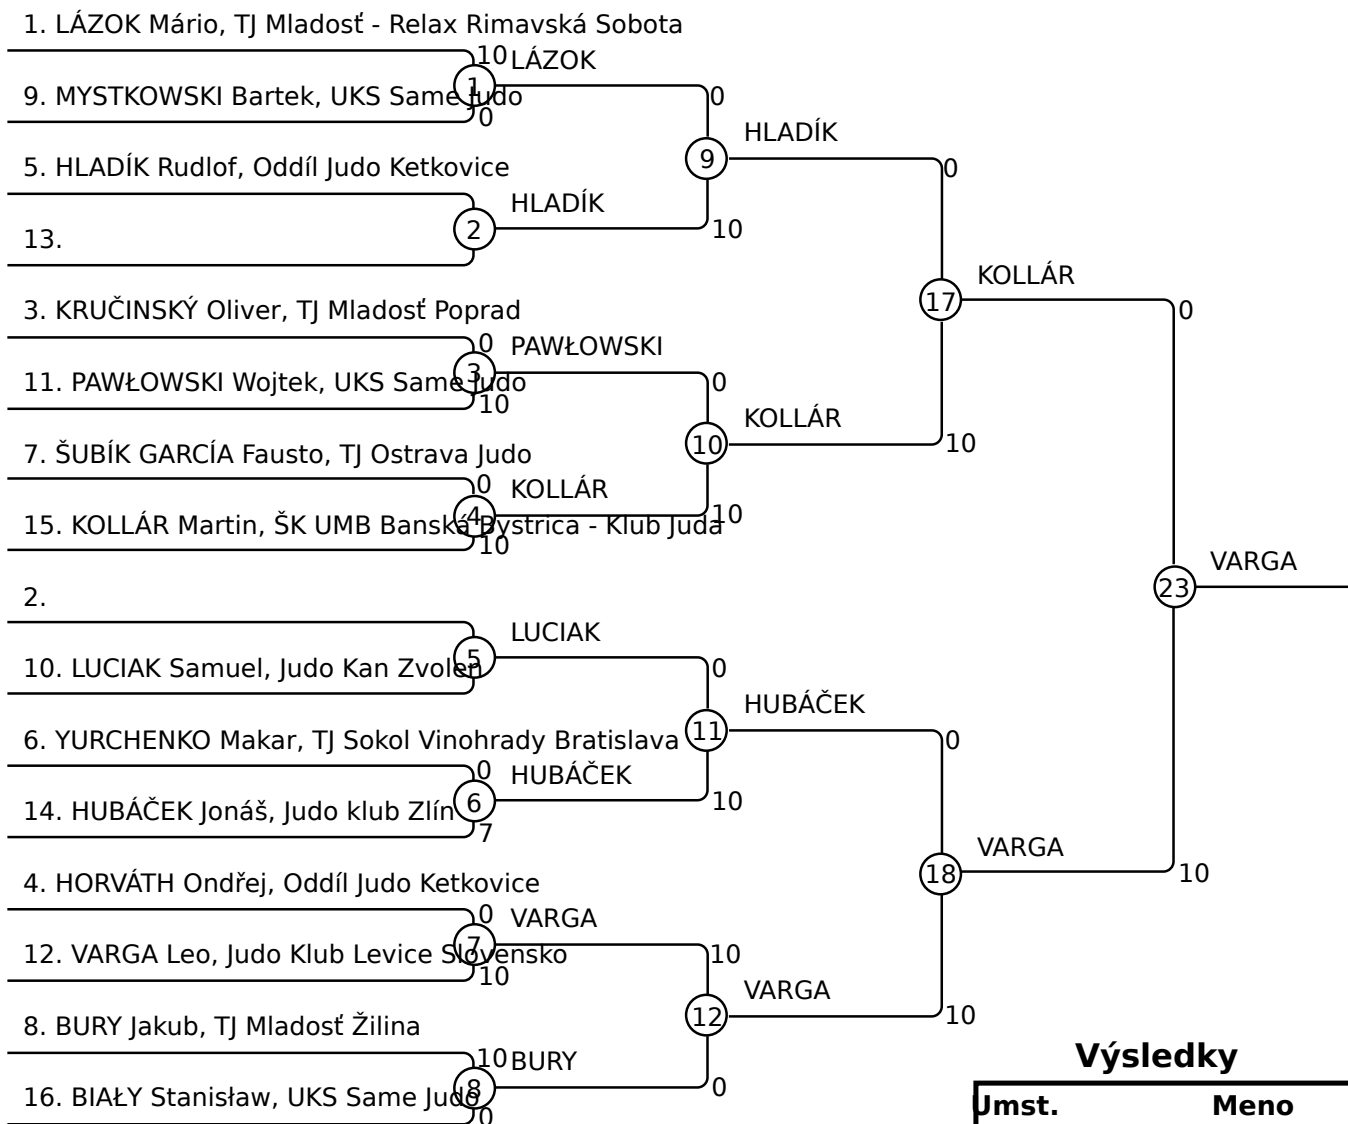 1. LÁZOK Mário, TJ Mladosť - Relax Rimavská Sobota
10
LÁZOK
1
9. MYSTKOWSKI Bartek, UKS Same Judo
0
0
HLADÍK
9
5. HLADÍK Rudlof, Oddíl Judo Ketkovice
0
HLADÍK
2
10
13.
KOLLÁR
17
3. KRUČINSKÝ Oliver, TJ Mladosť Poprad
0
0
PAWŁOWSKI
3
11. PAWŁOWSKI Wojtek, UKS Same Judo
0
10
KOLLÁR
10
10
7. ŠUBÍK GARCÍA Fausto, TJ Ostrava Judo
0
KOLLÁR
4
10
15. KOLLÁR Martin, ŠK UMB Banská Bystrica - Klub Juda
10
VARGA
23
2.
LUCIAK
5
10. LUCIAK Samuel, Judo Kan Zvolen
0
HUBÁČEK
11
6. YURCHENKO Makar, TJ Sokol Vinohrady Bratislava
0
0
HUBÁČEK
6
10
14. HUBÁČEK Jonáš, Judo klub Zlín
7
VARGA
18
10
4. HORVÁTH Ondřej, Oddíl Judo Ketkovice
0
VARGA
7
12. VARGA Leo, Judo Klub Levice Slovensko
10
10
VARGA
12
10
8. BURY Jakub, TJ Mladosť Žilina
10
BURY
8
0
16. BIAŁY Stanisław, UKS Same Judo
0
Výsledky
Umst. Meno